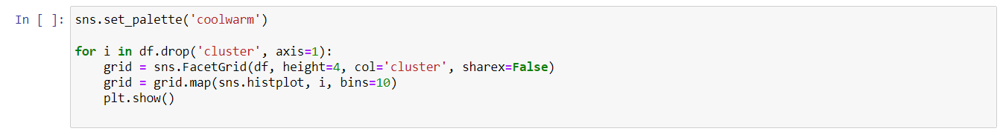 In [ ]: sns.set_palette('coolwarm')
for i in df.drop('cluster', axis=1):
    grid = sns.FacetGrid(df, height=4, col='cluster', sharex=False)
    grid = grid.map(sns.histplot, i, bins=10)
    plt.show()